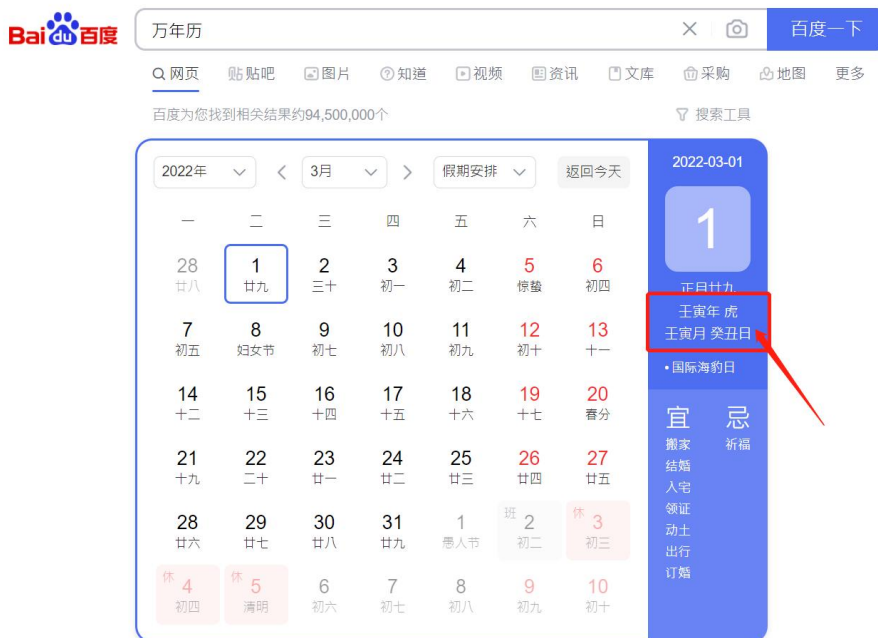 Bai du 百度 万年历 百度一下
网页 贴 贴吧 图片 知道 视频 资讯 文库 采购 地图 更多
百度为您找到相关结果约94,500,000个 搜索工具
2022年 3月 假期安排 返回今天
一 二 三 四 五 六 日
28 1 2 3 4 5 6
廿八 廿九 三十 初一 初二 惊蛰 初四
7 8 9 10 11 12 13
初五 妇女节 初七 初八 初九 初十 十一
14 15 16 17 18 19 20
十二 十三 十四 十五 十六 十七 春分
21 22 23 24 25 26 27
十九 二十 廿一 廿二 廿三 廿四 廿五
28 29 30 31 1 班 2 休 3
廿六 廿七 廿八 廿九 愚人节 初二 初三
休 4 休 5 6 7 8 9 10
初四 清明 初六 初七 初八 初九 初十
2022-03-01
1
正月廿九
壬寅年 虎
壬寅月 癸丑日
•国际海豹日
宜 忌
搬家 祈福
结婚
入宅
领证
动土
出行
订婚